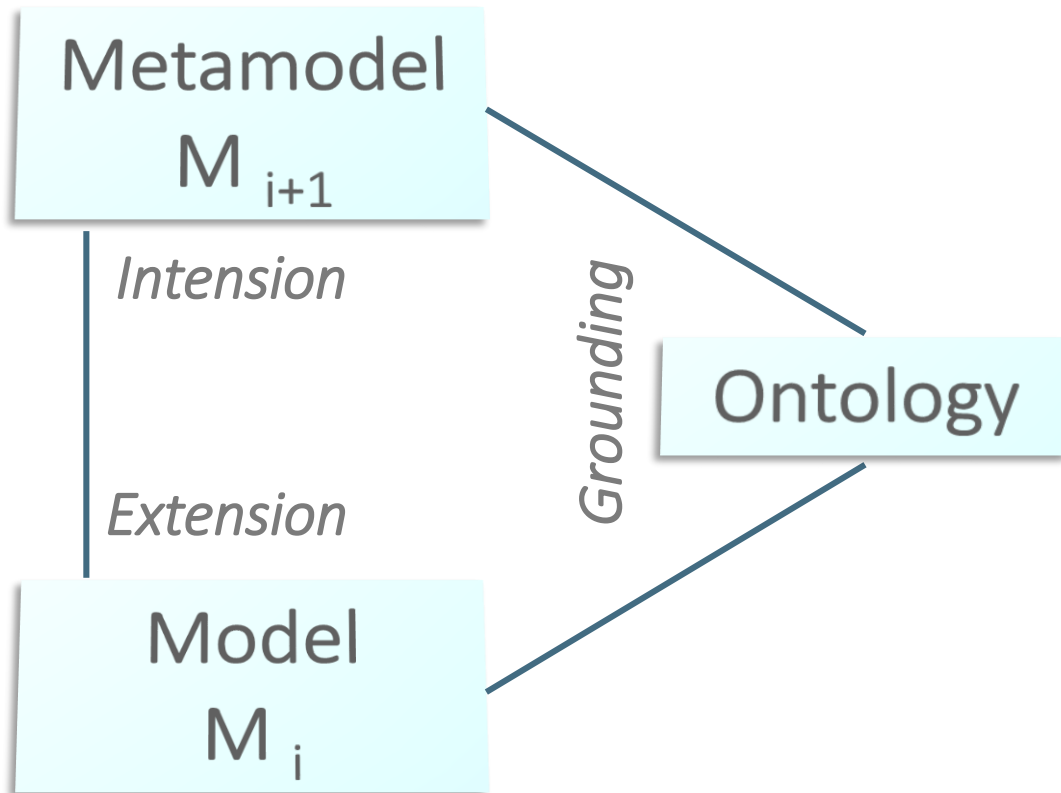 Metamodel
M i+1
Intension
Grounding
Ontology
Extension
Model
M i